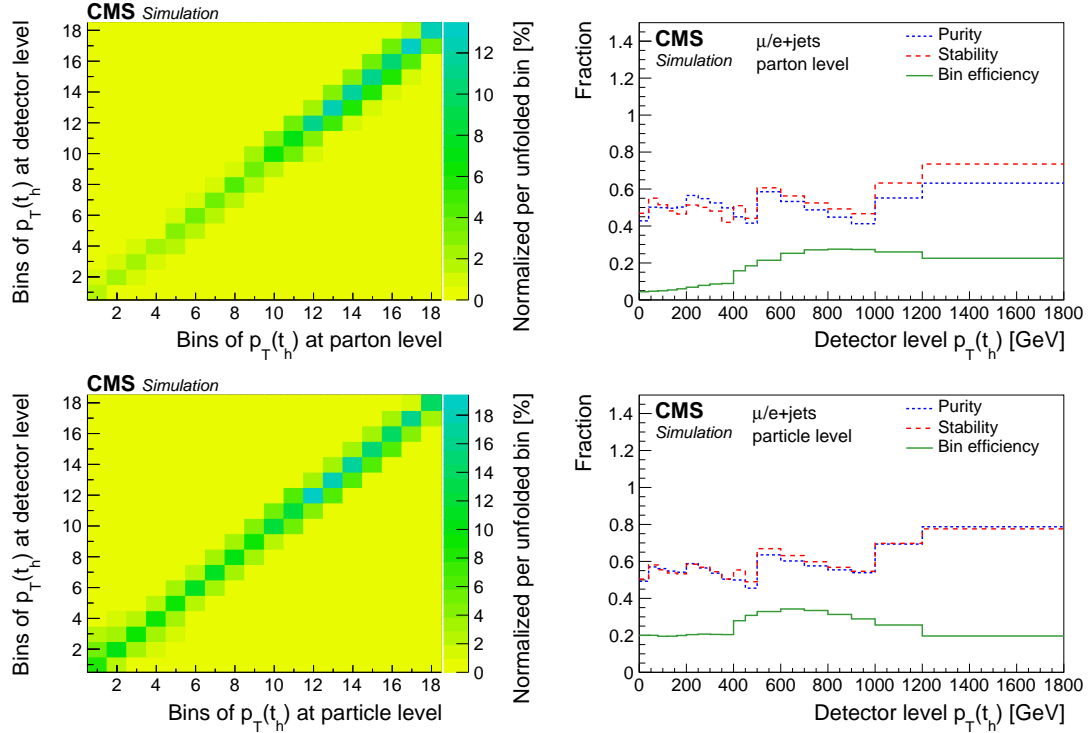 CMS Simulation
Bins of p_T(t_h) at detector level
18
16
14
12
10
8
6
4
2
2 4 6 8 10 12 14 16 18
Bins of p_T(t_h) at parton level
12
10
8
6
4
2
0
Normalized per unfolded bin [%]
CMS
Simulation
μ/e+jets
parton level
Purity
Stability
Bin efficiency
Fraction
1.4
1.2
1
0.8
0.6
0.4
0.2
0
0 200 400 600 800 1000 1200 1400 1600 1800
Detector level p_T(t_h) [GeV]
CMS Simulation
Bins of p_T(t_h) at detector level
18
16
14
12
10
8
6
4
2
2 4 6 8 10 12 14 16 18
Bins of p_T(t_h) at particle level
18
16
14
12
10
8
6
4
2
0
Normalized per unfolded bin [%]
CMS
Simulation
μ/e+jets
particle level
Purity
Stability
Bin efficiency
Fraction
1.4
1.2
1
0.8
0.6
0.4
0.2
0
0 200 400 600 800 1000 1200 1400 1600 1800
Detector level p_T(t_h) [GeV]